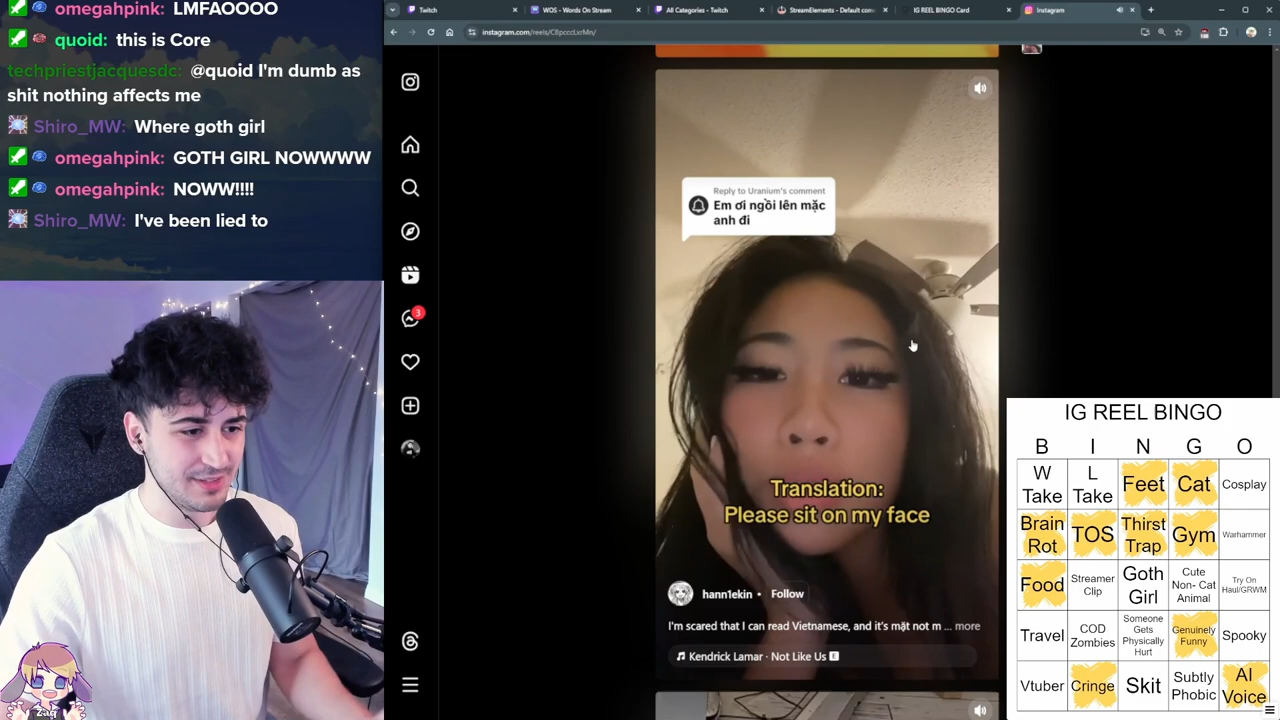 omegahpink: LMFAOOOO
quoid: this is Core
techpriestjacquesdc: @quoid I'm dumb as
shit nothing affects me
Shiro_MW: Where goth girl
omegahpink: GOTH GIRL NOWWWW
omegahpink: NOWW!!!!
Shiro_MW: I've been lied to
Twitch
WOS - Words On Stream
All Categories - Twitch
StreamElements - Default com
IG REEL BINGO Card
Instagram
3
Reply to Uranium's comment
Em ơi ngồi lên mặc
anh đi
Translation:
Please sit on my face
hann1ekin • Follow
I'm scared that I can read Vietnamese, and it's mặt not m ... more
Kendrick Lamar · Not Like Us E
IG REEL BINGO
B I N G O
W Take
L Take
Feet
Cat
Cosplay
Brain Rot
TOS
Thirst Trap
Gym
Warhammer
Food
Streamer Clip
Goth Girl
Cute Non- Cat Animal
Try On Haul/GRWM
Travel
COD Zombies
Someone Gets Physically Hurt
Genuinely Funny
Spooky
Vtuber
Cringe
Skit
Subtly Phobic
AI Voice